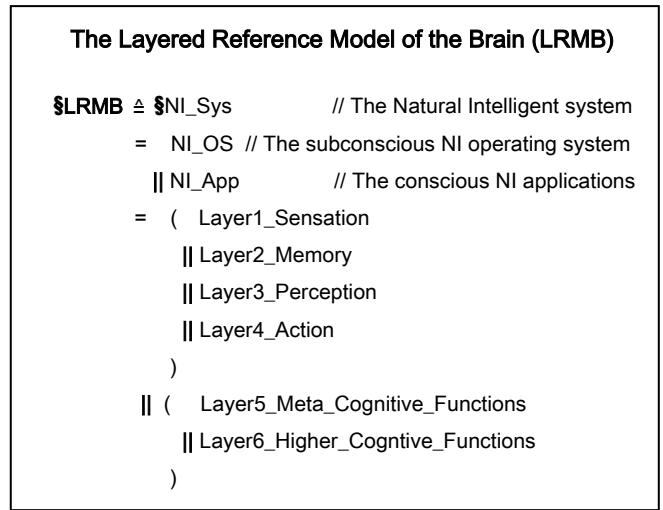 The Layered Reference Model of the Brain (LRMB)
§LRMB ≙ §NI_Sys // The Natural Intelligent system
= NI_OS // The subconscious NI operating system
|| NI_App // The conscious NI applications
= ( Layer1_Sensation
|| Layer2_Memory
|| Layer3_Perception
|| Layer4_Action
)
|| ( Layer5_Meta_Cognitive_Functions
|| Layer6_Higher_Cogntive_Functions
)